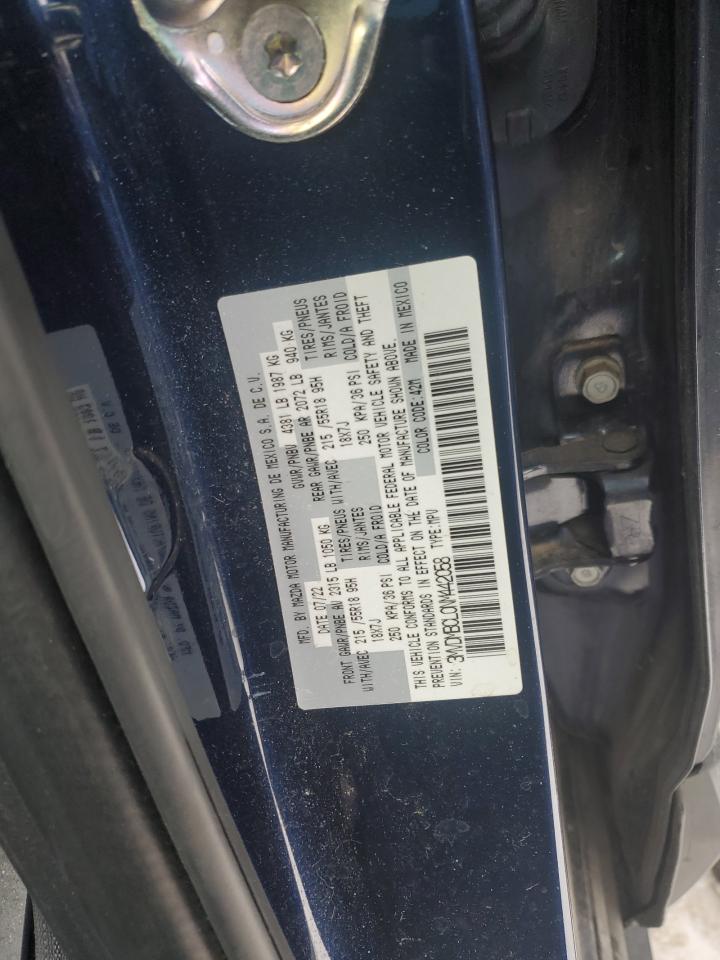 MFD. BY MAZDA MOTOR MANUFACTURING DE MEXICO S.A. DE C.V.
DATE 07/22 GVWR/PNBV 4381 LB 1987 KG
FRONT GAWR/PNBE AV 2315 LB 1050 KG REAR GAWR/PNBE AR 2072 LB 940 KG
WITH/AVEC 215 /55R18 95H TIRES/PNEUS WITH/AVEC 215 /55R18 95H TIRES/PNEUS
18X7J RIMS/JANTES 18X7J RIMS/JANTES
250 KPA/36 PSI COLD/A FROID 250 KPA/36 PSI COLD/A FROID
THIS VEHICLE CONFORMS TO ALL APPLICABLE FEDERAL MOTOR VEHICLE SAFETY AND THEFT
PREVENTION STANDARDS IN EFFECT ON THE DATE OF MANUFACTURE SHOWN ABOVE.
VIN: 3MVDMBCL0NM442058 TYPE:MPV COLOR CODE:42M MADE IN MEXICO